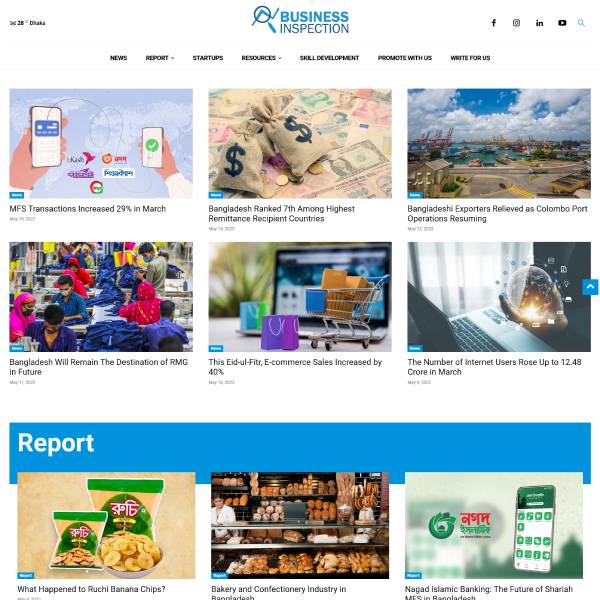 28 ° Dhaka
BUSINESS
INSPECTION
NEWS
REPORT
STARTUPS
RESOURCES
SKILL DEVELOPMENT
PROMOTE WITH US
WRITE FOR US
bKash
নগদ
রকেট
শিওরক্যাশ
News
News
News
MFS Transactions Increased 29% in March
Bangladesh Ranked 7th Among Highest
Remittance Recipient Countries
Bangladeshi Exporters Relieved as Colombo Port
Operations Resuming
May 14, 2022
May 12, 2022
News
News
News
Bangladesh Will Remain The Destination of RMG
in Future
This Eid-ul-Fitr, E-commerce Sales Increased by
40%
The Number of Internet Users Rose Up to 12.48
Crore in March
May 11, 2022
May 10, 2022
May 9, 2022
Report
রুচি
রুচি
নগদ
ইসলামিক
Report
Report
Report
What Happened to Ruchi Banana Chips?
Bakery and Confectionery Industry in
Bangladesh
Nagad Islamic Banking: The Future of Shariah
MFS in Bangladesh